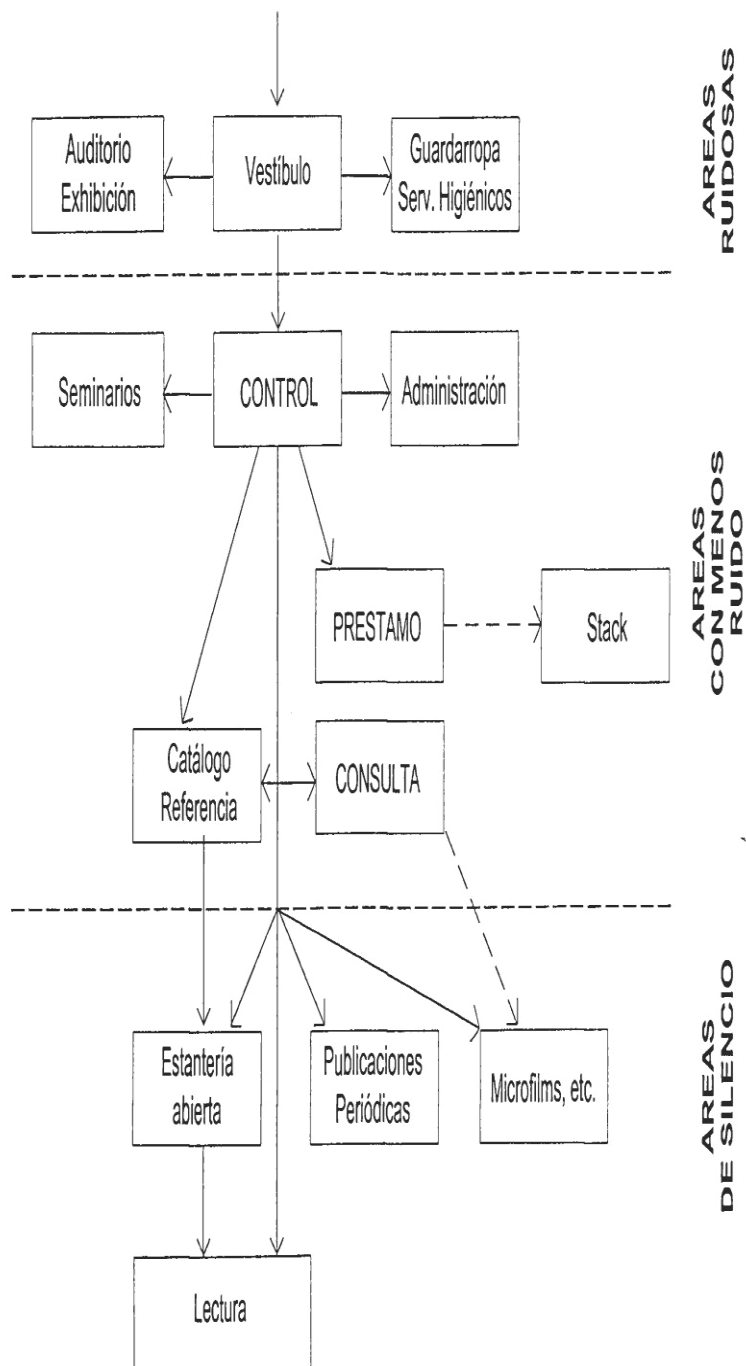 Auditorio
Exhibición
Vestíbulo
Guardarropa
Serv. Higiénicos
AREAS
RUIDOSAS
Seminarios
CONTROL
Administración
PRESTAMO
Stack
AREAS
CON MENOS
RUIDO
Catálogo
Referencia
CONSULTA
Estantería
abierta
Publicaciones
Periódicas
Microfilms, etc.
AREAS
DE SILENCIO
Lectura